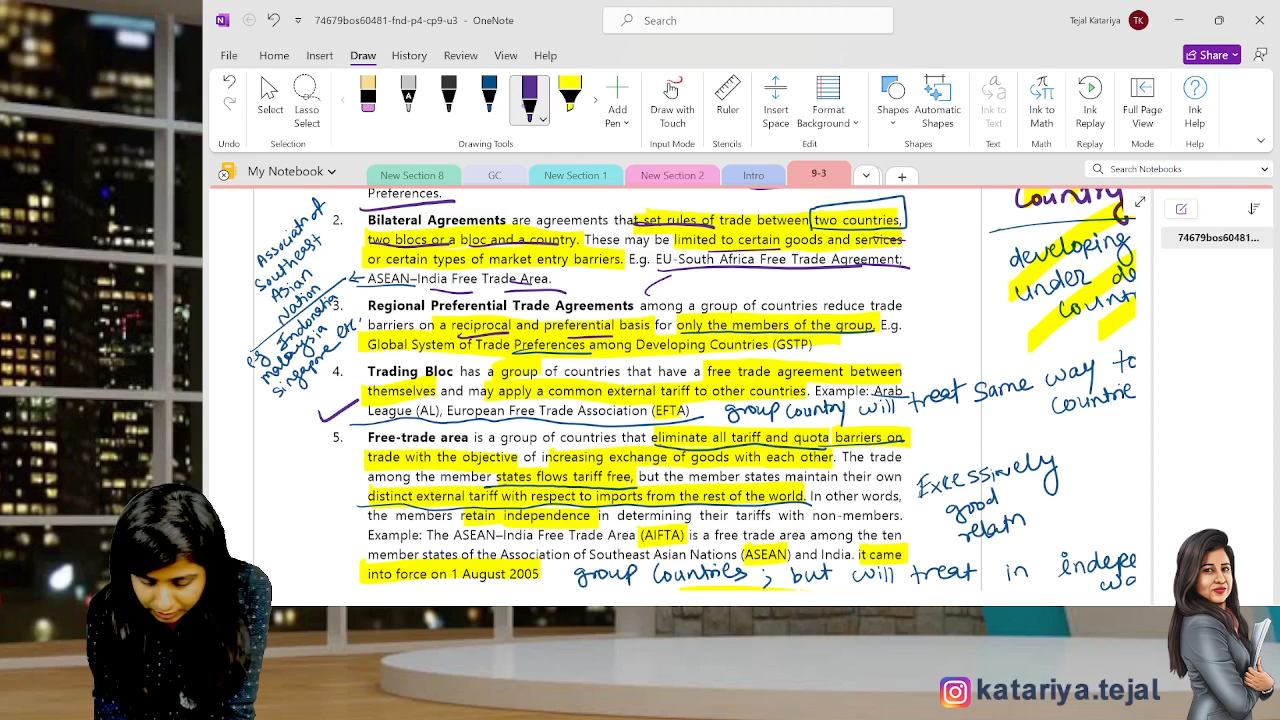 74679bos60481-fnd-p4-cp9-u3 - OneNote
Search
Tejal Katariya
TK
File
Home
Insert
Draw
History
Review
View
Help
Share
Undo
Select
Lasso
Select
Selection
Drawing Tools
Add
Pen
Draw with
Touch
Input Mode
Ruler
Stencils
Insert
Space
Format
Background
Edit
Shapes
Automatic
Shapes
Ink to
Text
Ink to
Math
Math
Ink
Replay
Replay
Full Page
View
View
Ink
Help
Help
My Notebook
New Section 8
GC
New Section 1
New Section 2
Intro
9-3
Search Notebooks
74679bos60481...
Preferences.
2. Bilateral Agreements are agreements that set rules of trade between two countries,
two blocs or a bloc and a country. These may be limited to certain goods and services
or certain types of market entry barriers. E.g. EU-South Africa Free Trade Agreement;
ASEAN–India Free Trade Area.
3. Regional Preferential Trade Agreements among a group of countries reduce trade
barriers on a reciprocal and preferential basis for only the members of the group. E.g.
Global System of Trade Preferences among Developing Countries (GSTP)
4. Trading Bloc has a group of countries that have a free trade agreement between
themselves and may apply a common external tariff to other countries. Example: Arab
League (AL), European Free Trade Association (EFTA)
group country will treat same way to
countrie
5. Free-trade area is a group of countries that eliminate all tariff and quota barriers on
trade with the objective of increasing exchange of goods with each other. The trade
among the member states flows tariff free, but the member states maintain their own
distinct external tariff with respect to imports from the rest of the world. In other words,
the members retain independence in determining their tariffs with non-members.
Example: The ASEAN–India Free Trade Area (AIFTA) is a free trade area among the ten
member states of the Association of Southeast Asian Nations (ASEAN) and India. it came
into force on 1 August 2005
group countries ; but will treat in indepe
wo
Associatn of
Southeast
Asian
Nation
e.g Indonesia
malaysia
Singapore etc.
Country
developing
under de
count
Excessively
good
relatn
katariya.tejal